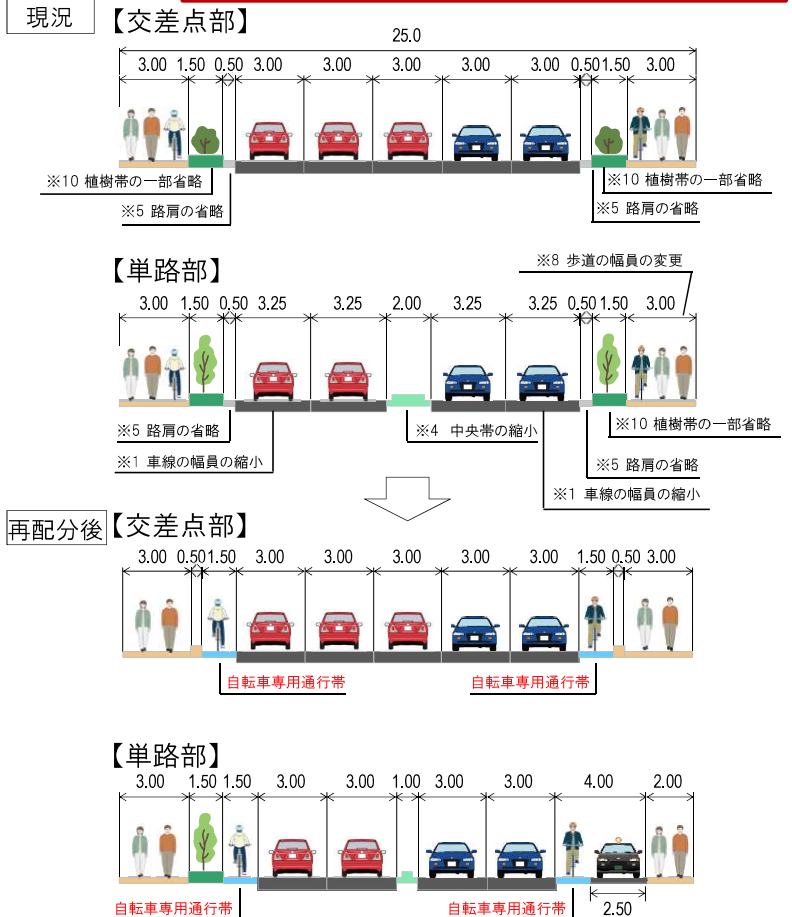 現況
【交差点部】
25.0
3.00 1.50 0.50 3.00 3.00 3.00 3.00 3.00 0.50 1.50 3.00
※10 植樹帯の一部省略
※10 植樹帯の一部省略
※5 路肩の省略
※5 路肩の省略
【単路部】
※8 歩道の幅員の変更
3.00 1.50 0.50 3.25 3.25 2.00 3.25 3.25 0.50 1.50 3.00
※5 路肩の省略
※4 中央帯の縮小
※10 植樹帯の一部省略
※1 車線の幅員の縮小
※5 路肩の省略
※1 車線の幅員の縮小
再配分後
【交差点部】
3.00 0.50 1.50 3.00 3.00 3.00 3.00 3.00 1.50 0.50 3.00
自転車専用通行帯
自転車専用通行帯
【単路部】
3.00 1.50 1.50 3.00 3.00 1.00 3.00 3.00 4.00 2.00
自転車専用通行帯
自転車専用通行帯
2.50